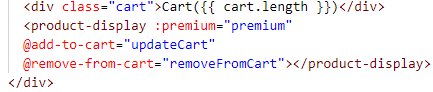 <div class="cart">Cart({{ cart.length }})</div>
<product-display :premium="premium"
@add-to-cart="updateCart"
@remove-from-cart="removeFromCart"></product-display>
</div>